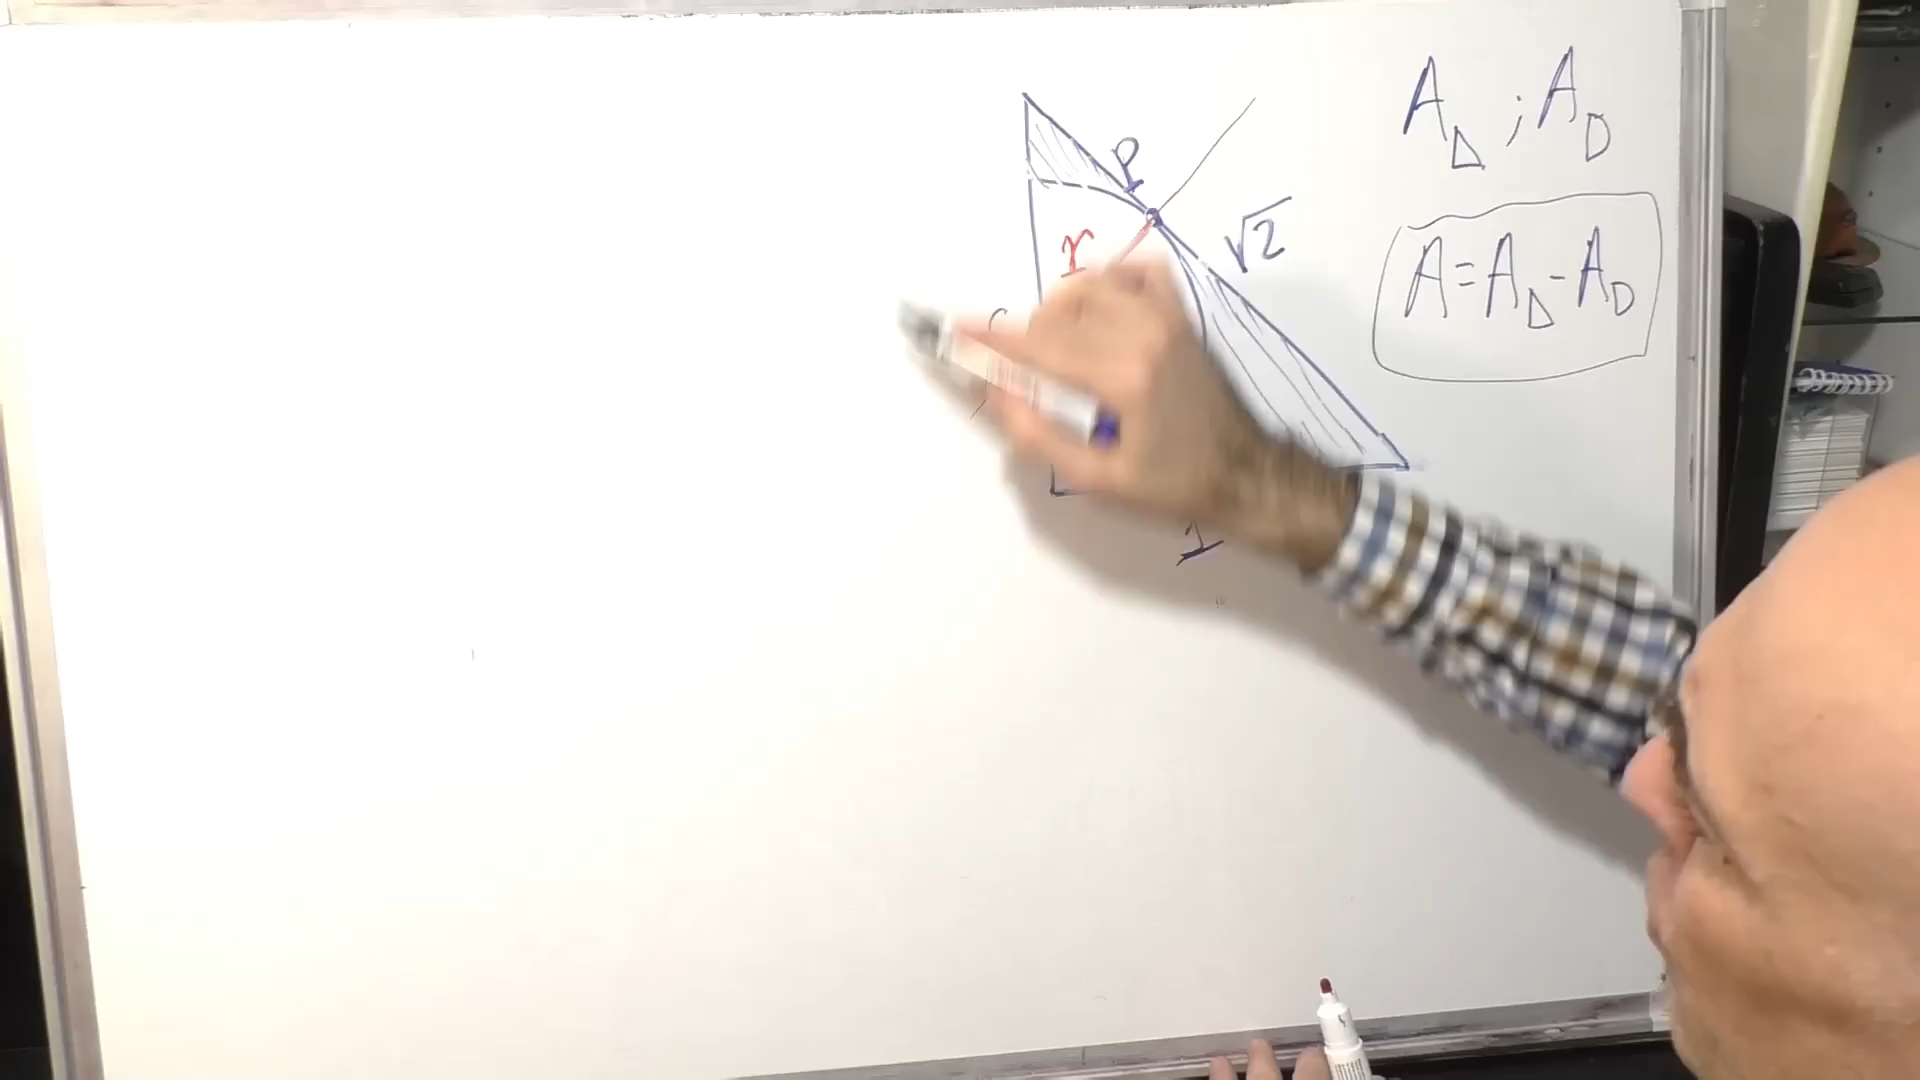 A△ ; AD
P
√2
r
A = A△ - AD
1